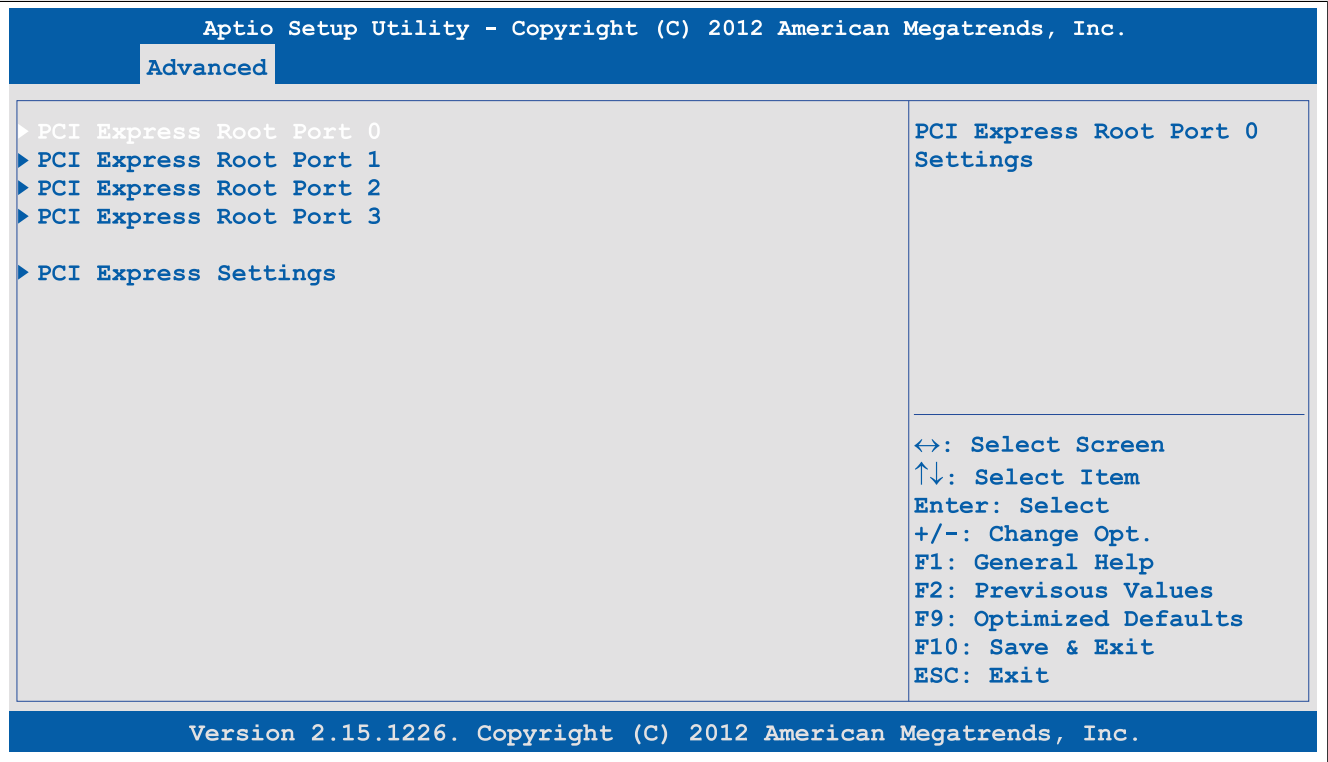 Aptio Setup Utility - Copyright (C) 2012 American Megatrends, Inc.
Advanced
PCI Express Root Port 0
PCI Express Root Port 1
PCI Express Root Port 2
PCI Express Root Port 3
PCI Express Settings
PCI Express Root Port 0
Settings
↔: Select Screen
↑↓: Select Item
Enter: Select
+/-: Change Opt.
F1: General Help
F2: Previsous Values
F9: Optimized Defaults
F10: Save & Exit
ESC: Exit
Version 2.15.1226. Copyright (C) 2012 American Megatrends, Inc.